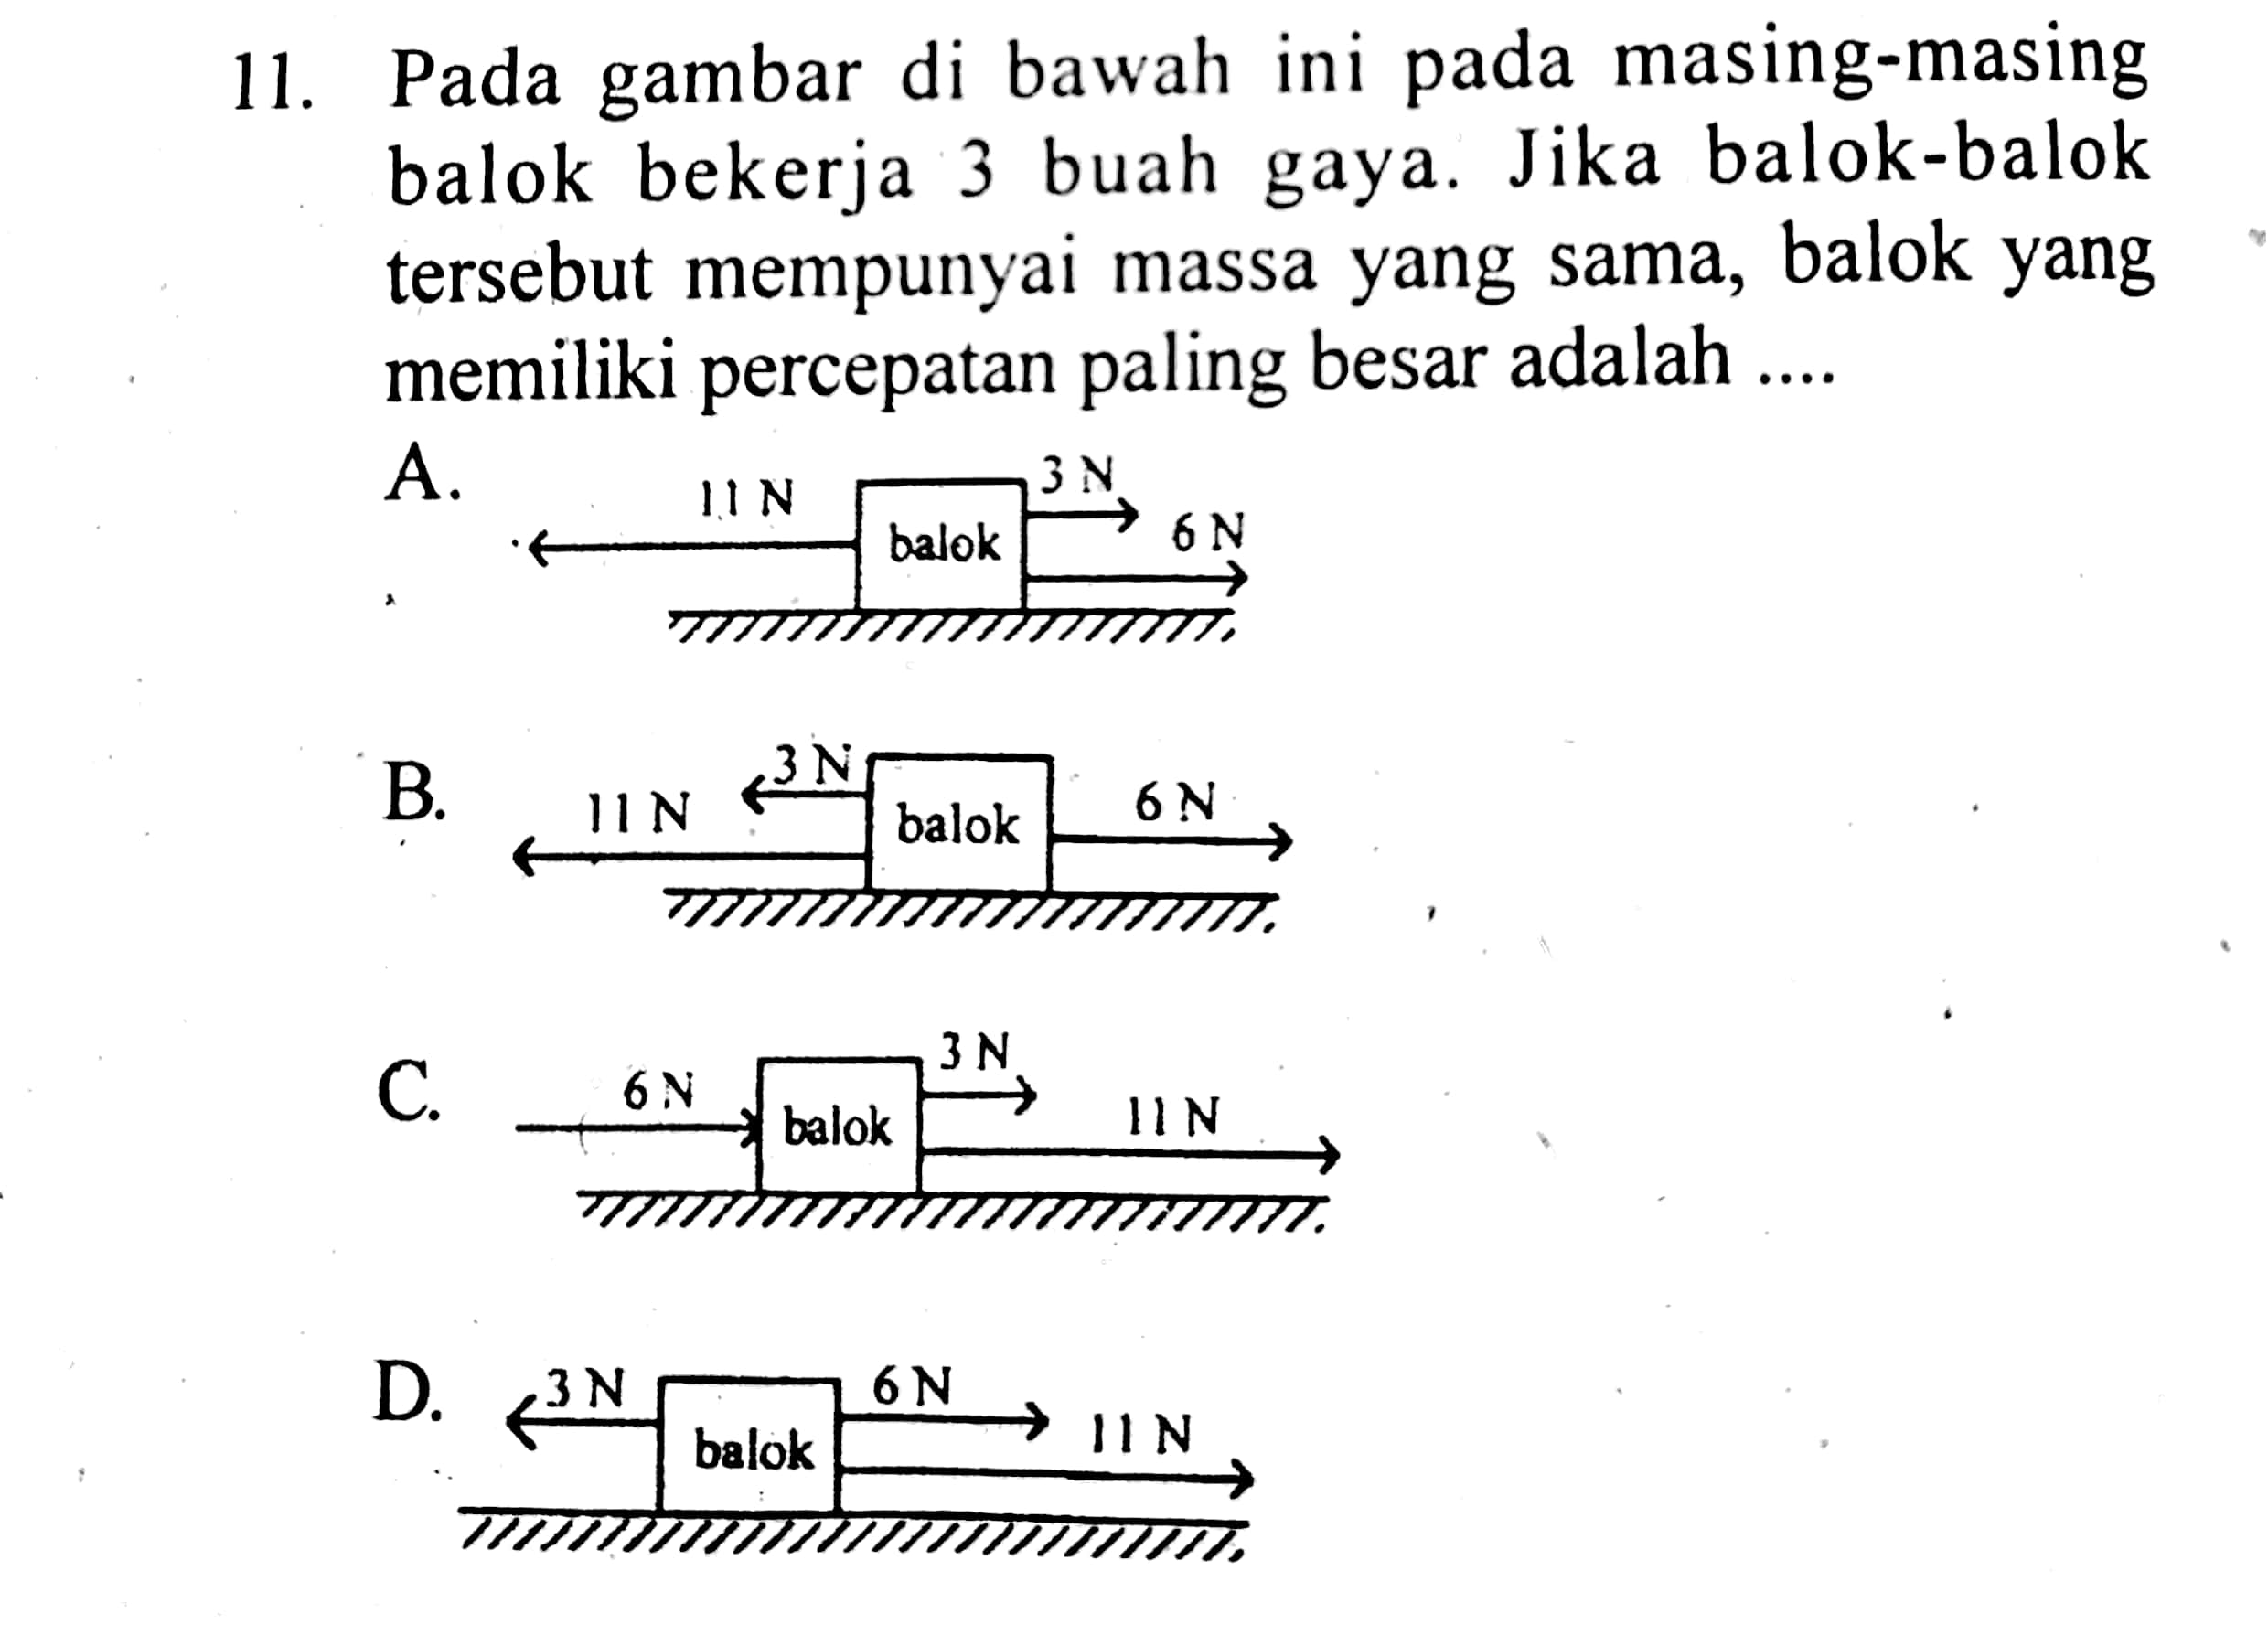 11. Pada gambar di bawah ini pada masing-masing
balok bekerja 3 buah gaya. Jika balok-balok
tersebut mempunyai massa yang sama, balok yang
memiliki percepatan paling besar adalah ....
A.
11 N
balok
3 N
6 N
B.
11 N
3 N
balok
6 N
C.
6 N
balok
3 N
11 N
D.
3 N
balok
6 N
11 N